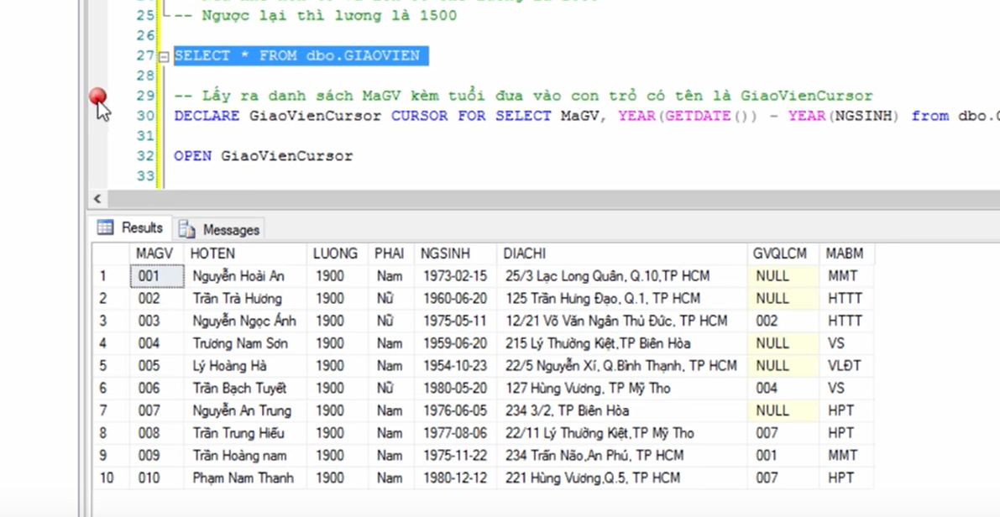 25 -- Ngược lại thì lương là 1500
26
27 SELECT * FROM dbo.GIAOVIEN
28
29 -- Lấy ra danh sách MaGV kèm tuổi đưa vào con trỏ có tên là GiaoVienCursor
30 DECLARE GiaoVienCursor CURSOR FOR SELECT MaGV, YEAR(GETDATE()) - YEAR(NGSINH) from dbo.
31
32 OPEN GiaoVienCursor
33
Results Messages
MAGV HOTEN LUONG PHAI NGSINH DIACHI GVQLCM MABM
1 001 Nguyễn Hoài An 1900 Nam 1973-02-15 25/3 Lạc Long Quân, Q.10,TP HCM NULL MMT
2 002 Trần Trà Hương 1900 Nữ 1960-06-20 125 Trần Hưng Đạo, Q.1, TP HCM NULL HTTT
3 003 Nguyễn Ngọc Ánh 1900 Nữ 1975-05-11 12/21 Võ Văn Ngân Thủ Đức, TP HCM 002 HTTT
4 004 Trương Nam Sơn 1900 Nam 1959-06-20 215 Lý Thường Kiệt,TP Biên Hòa NULL VS
5 005 Lý Hoàng Hà 1900 Nam 1954-10-23 22/5 Nguyễn Xí, Q.Bình Thạnh, TP HCM NULL VLĐT
6 006 Trần Bạch Tuyết 1900 Nữ 1980-05-20 127 Hùng Vương, TP Mỹ Tho 004 VS
7 007 Nguyễn An Trung 1900 Nam 1976-06-05 234 3/2, TP Biên Hòa NULL HPT
8 008 Trần Trung Hiếu 1900 Nam 1977-08-06 22/11 Lý Thường Kiệt,TP Mỹ Tho 007 HPT
9 009 Trần Hoàng nam 1900 Nam 1975-11-22 234 Trấn Não,An Phú, TP HCM 001 MMT
10 010 Phạm Nam Thanh 1900 Nam 1980-12-12 221 Hùng Vương,Q.5, TP HCM 007 HPT